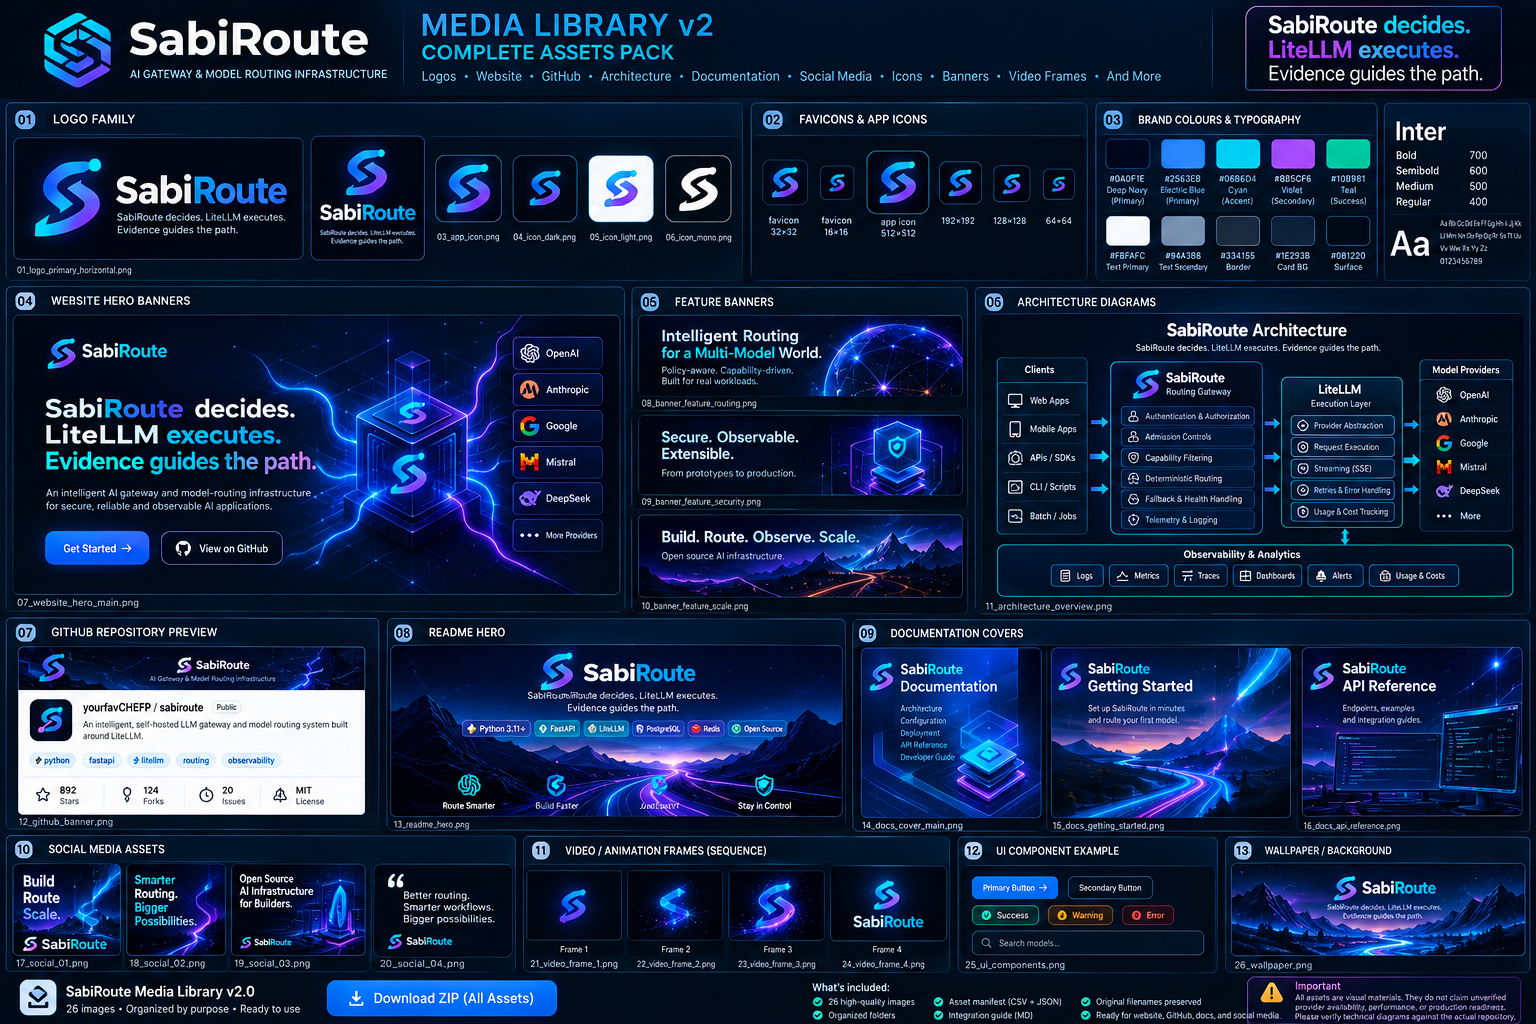 SabiRoute
AI GATEWAY & MODEL ROUTING INFRASTRUCTURE
MEDIA LIBRARY v2
COMPLETE ASSETS PACK
Logos • Website • GitHub • Architecture • Documentation • Social Media • Icons • Banners • Video Frames • And More
SabiRoute decides.
LiteLLM executes.
Evidence guides the path.
01 LOGO FAMILY
SabiRoute
SabiRoute decides. LiteLLM executes.
Evidence guides the path.
01_logo_primary_horizontal.png
SabiRoute
SabiRoute decides. LiteLLM executes.
Evidence guides the path.
03_app_icon.png
04_icon_dark.png
05_icon_light.png
06_icon_mono.png
02 FAVICONS & APP ICONS
favicon
32×32
favicon
16×16
app icon
512×512
192×192
128×128
64×64
03 BRAND COLOURS & TYPOGRAPHY
#0A0F1E
Deep Navy
(Primary)
#2563EB
Electric Blue
(Primary)
#06B6D4
Cyan
(Accent)
#8B5CF6
Violet
(Secondary)
#10B981
Teal
(Success)
#FBFAFC
Text Primary
#94A3B8
Text Secondary
#334155
Border
#1E293B
Card BG
#0B1220
Surface
Inter
Bold 700
Semibold 600
Medium 500
Regular 400
Aa
0123456789
04 WEBSITE HERO BANNERS
SabiRoute
SabiRoute decides.
LiteLLM executes.
Evidence guides the path.
An intelligent AI gateway and model-routing infrastructure
for secure, reliable and observable AI applications.
Get Started →
View on GitHub
OpenAI
Anthropic
Google
Mistral
DeepSeek
More Providers
07_website_hero_main.png
05 FEATURE BANNERS
Intelligent Routing
for a Multi-Model World.
Policy-aware. Capability-driven.
Built for real workloads.
08_banner_feature_routing.png
Secure. Observable.
Extensible.
From prototypes to production.
09_banner_feature_security.png
Build. Route. Observe. Scale.
Open source AI infrastructure.
10_banner_feature_scale.png
06 ARCHITECTURE DIAGRAMS
SabiRoute Architecture
SabiRoute decides. LiteLLM executes. Evidence guides the path.
Clients
Web Apps
Mobile Apps
APIs / SDKs
CLI / Scripts
Batch / Jobs
SabiRoute
Routing Gateway
Authentication & Authorization
Admission Controls
Capability Filtering
Deterministic Routing
Fallback & Health Handling
Telemetry & Logging
LiteLLM
Execution Layer
Provider Abstraction
Request Execution
Streaming (SSE)
Retries & Error Handling
Usage & Cost Tracking
Model Providers
OpenAI
Anthropic
Google
Mistral
DeepSeek
More
Observability & Analytics
Logs
Metrics
Traces
Dashboards
Alerts
Usage & Costs
11_architecture_overview.png
07 GITHUB REPOSITORY PREVIEW
SabiRoute
AI Gateway & Model Routing Infrastructure
yourfavCHEFP / sabiroute Public
An intelligent, self-hosted LLM gateway and model routing system built
around LiteLLM.
python
fastapi
litellm
routing
observability
892
Stars
124
Forks
20
Issues
MIT
License
12_github_banner.png
08 README HERO
SabiRoute
decides. LiteLLM executes.
Evidence guides the path.
Python 3.11+
FastAPI
LiteLLM
PostgreSQL
Redis
Open Source
Route Smarter
Build Faster
Stay in Control
13_readme_hero.png
09 DOCUMENTATION COVERS
SabiRoute
Documentation
Architecture
Configuration
Deployment
API Reference
Developer Guide
14_docs_cover_main.png
SabiRoute
Getting Started
Set up SabiRoute in minutes
and route your first model.
15_docs_getting_started.png
SabiRoute
API Reference
Endpoints, examples
and integration guides.
16_docs_api_reference.png
10 SOCIAL MEDIA ASSETS
Build
Route
Scale.
SabiRoute
17_social_01.png
Smarter
Routing.
Bigger
Possibilities.
18_social_02.png
Open Source
AI Infrastructure
for Builders.
SabiRoute
19_social_03.png
“
Better routing.
Smarter workflows.
Bigger possibilities.
SabiRoute
20_social_04.png
11 VIDEO / ANIMATION FRAMES (SEQUENCE)
Frame 1
21_video_frame_1.png
Frame 2
22_video_frame_2.png
Frame 3
23_video_frame_3.png
SabiRoute
Frame 4
24_video_frame_4.png
12 UI COMPONENT EXAMPLE
Primary Button →
Secondary Button
Success
Warning
Error
Search models...
25_ui_components.png
13 WALLPAPER / BACKGROUND
SabiRoute
SabiRoute decides. LiteLLM executes.
Evidence guides the path.
26_wallpaper.png
SabiRoute Media Library v2.0
26 images • Organized by purpose • Ready to use
Download ZIP (All Assets)
What's included:
26 high-quality images
Organized folders
Asset manifest (CSV + JSON)
Integration guide (MD)
Original filenames preserved
Ready for website, GitHub, docs, and social media.
Important
All assets are visual materials. They do not claim unverified
provider availability, performance, or production readiness.
Please verify technical diagrams against the actual repository.